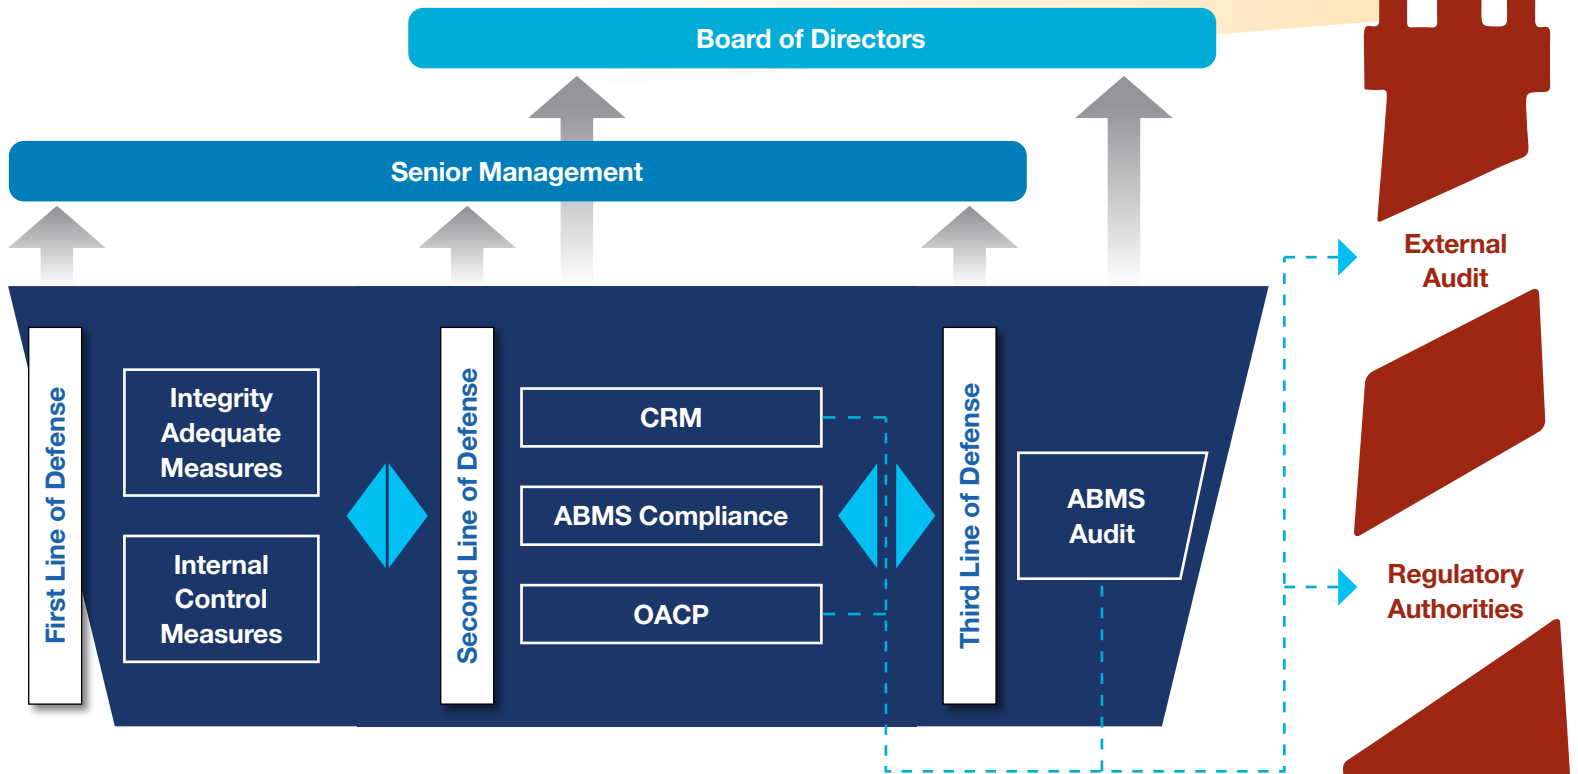 Board of Directors
Senior Management
First Line of Defense
Integrity
Adequate
Measures
Internal
Control
Measures
Second Line of Defense
CRM
ABMS Compliance
OACP
Third Line of Defense
ABMS
Audit
External
Audit
Regulatory
Authorities